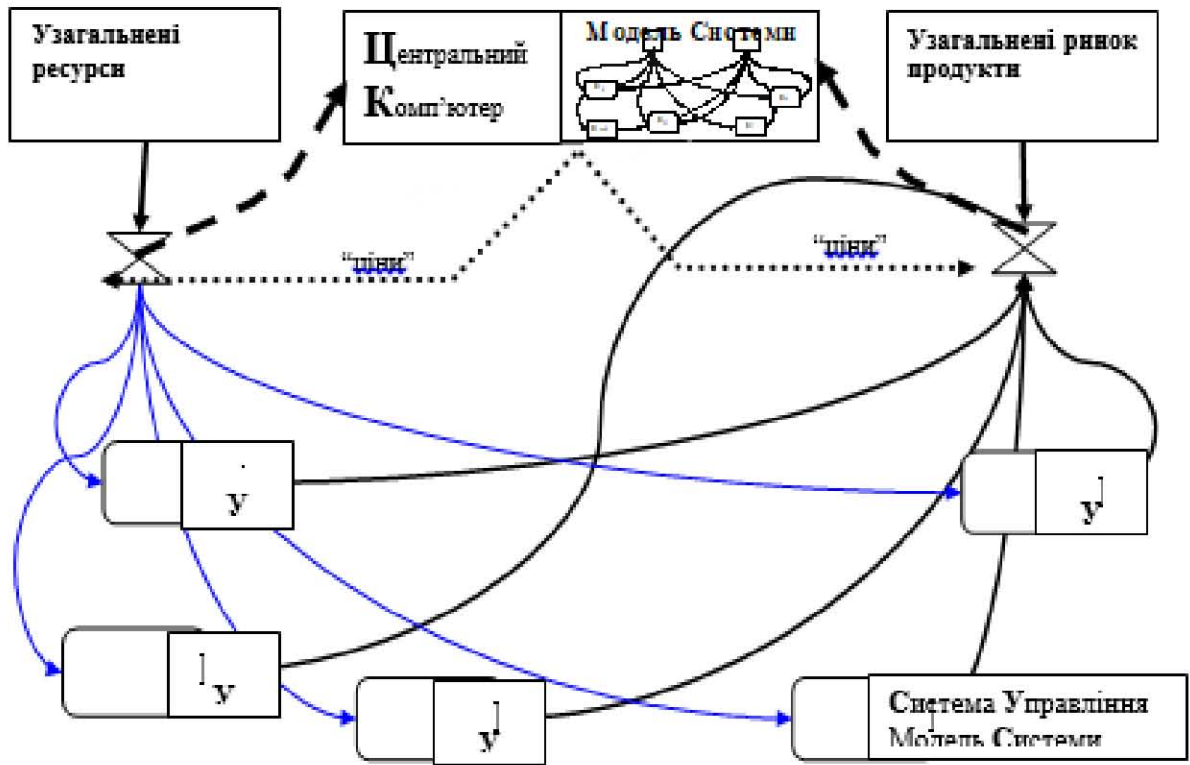 Узагальнені
ресурси
Центральний
Комп’ютер
Модель Системи
Узагальнені ринок
продукти
“ціни”
“ціни”
У
У
У
У
Система Управління
Модель Системи